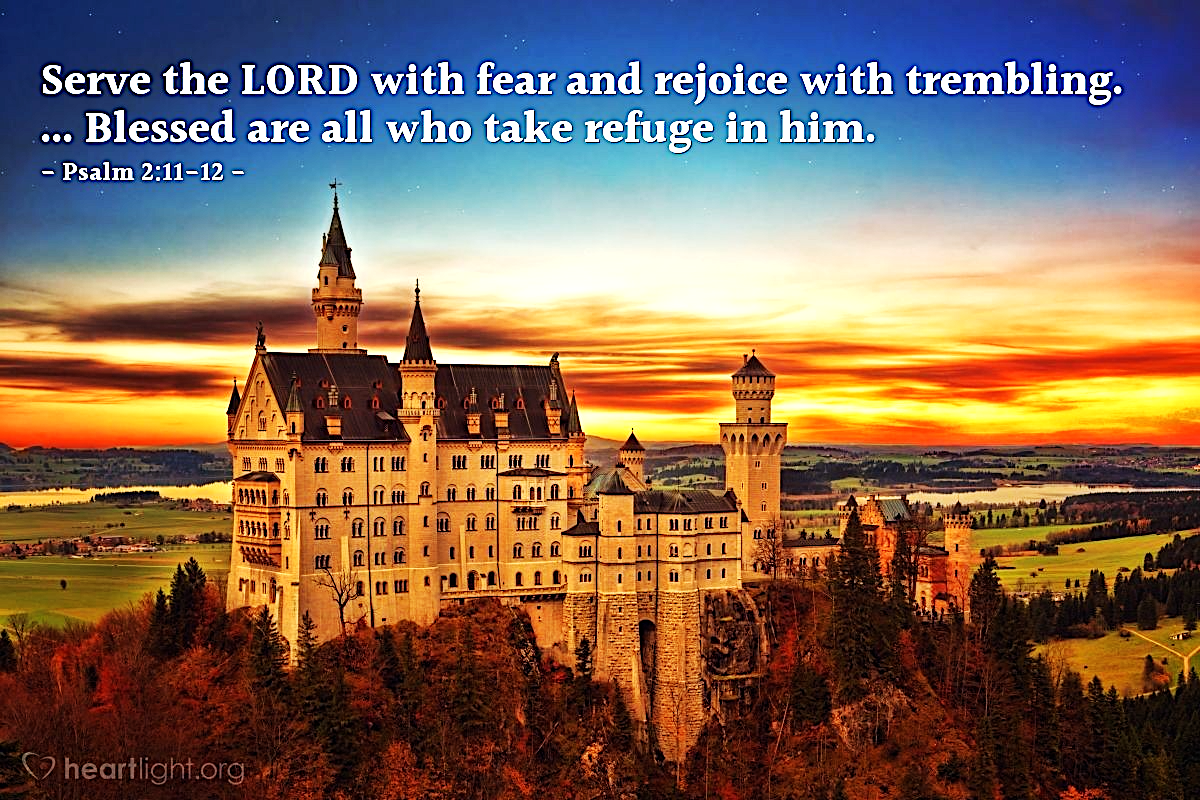 Serve the LORD with fear and rejoice with trembling.
... Blessed are all who take refuge in him.
- Psalm 2:11-12 -
heartlight.org